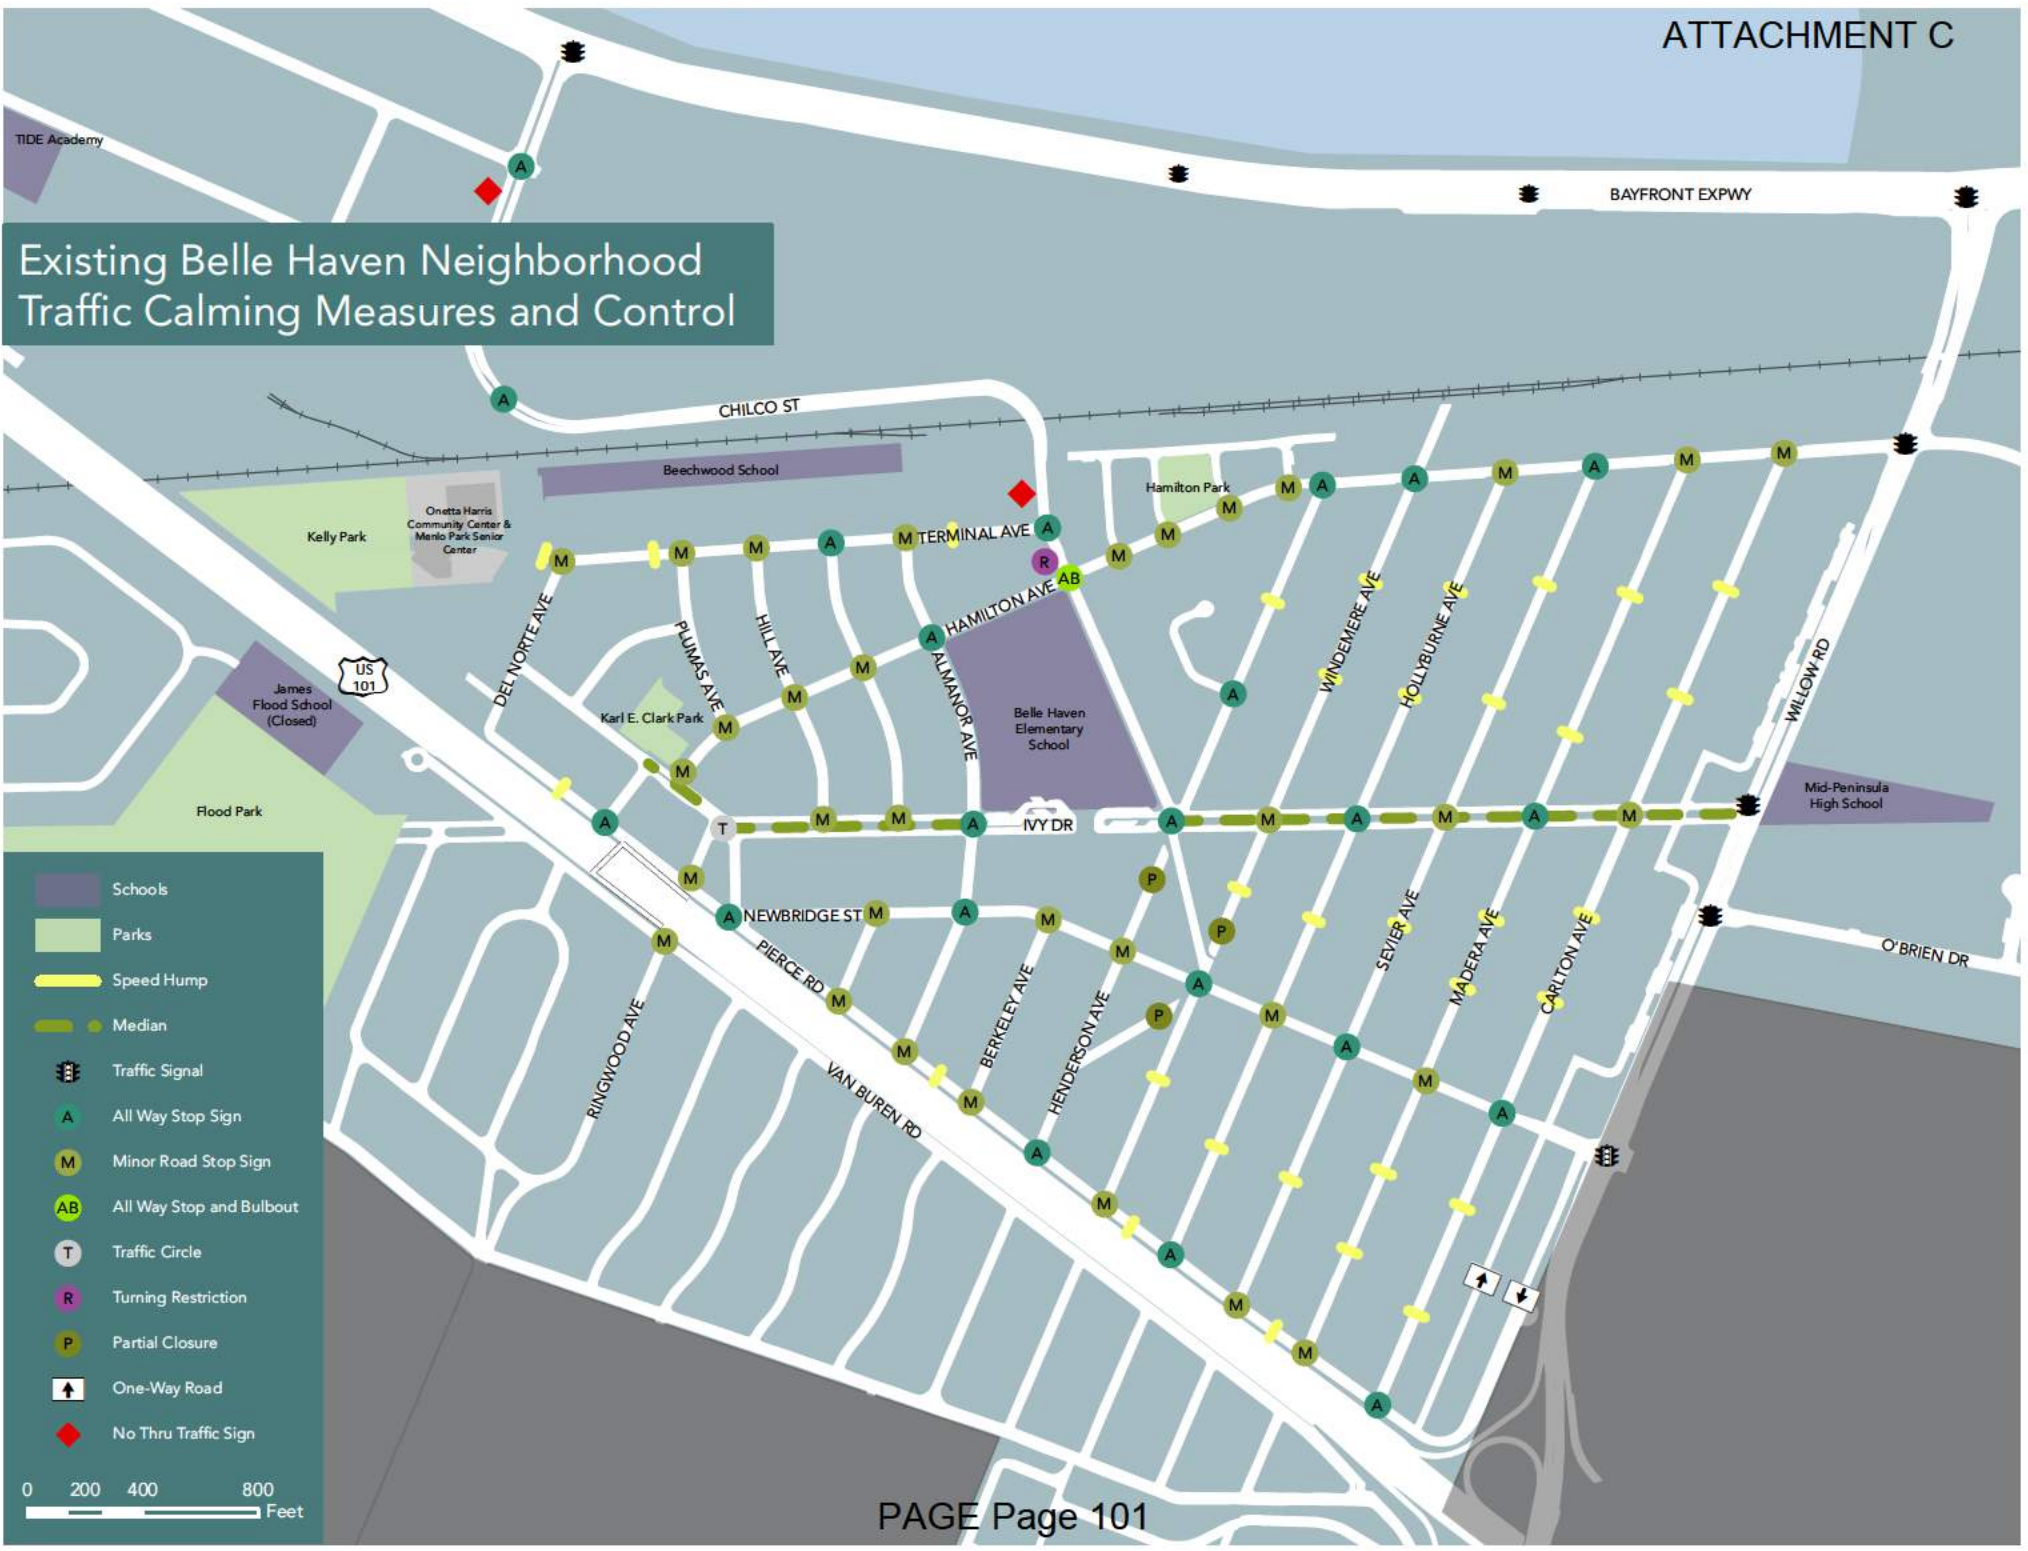 ATTACHMENT C
TIDE Academy
A
BAYFRONT EXPWY
Existing Belle Haven Neighborhood
Traffic Calming Measures and Control
A
CHILCO ST
Beechwood School
Hamilton Park
M
A
A
M
A
M
M
M
M
Onetta Harris
Community Center &
Menlo Park Senior
Center
Kelly Park
M
M
M
A
M
TERMINAL AVE
A
R
AB
M
HAMILTON AVE
A
M
M
M
M
DEL NORTE AVE
PLUMAS AVE
HILL AVE
ALMANOR AVE
WINDEMERE AVE
HOLLYBURNE AVE
WILLOW RD
US
101
James
Flood School
(Closed)
Karl E. Clark Park
Belle Haven
Elementary
School
A
Mid-Peninsula
High School
Flood Park
A
T
M
M
A
IVY DR
A
M
A
M
A
M
M
P
A
NEWBRIDGE ST
M
A
M
M
P
A
M
A
M
A
P
SEVIER AVE
MADERA AVE
CARLTON AVE
O'BRIEN DR
M
PIERCE RD
M
M
M
A
M
A
M
M
A
RINGWOOD AVE
BERKELEY AVE
HENDERSON AVE
VAN BUREN RD
Schools
Parks
Speed Hump
Median
Traffic Signal
A All Way Stop Sign
M Minor Road Stop Sign
AB All Way Stop and Bulbout
T Traffic Circle
R Turning Restriction
P Partial Closure
One-Way Road
No Thru Traffic Sign
0 200 400 800
Feet
PAGE Page 101